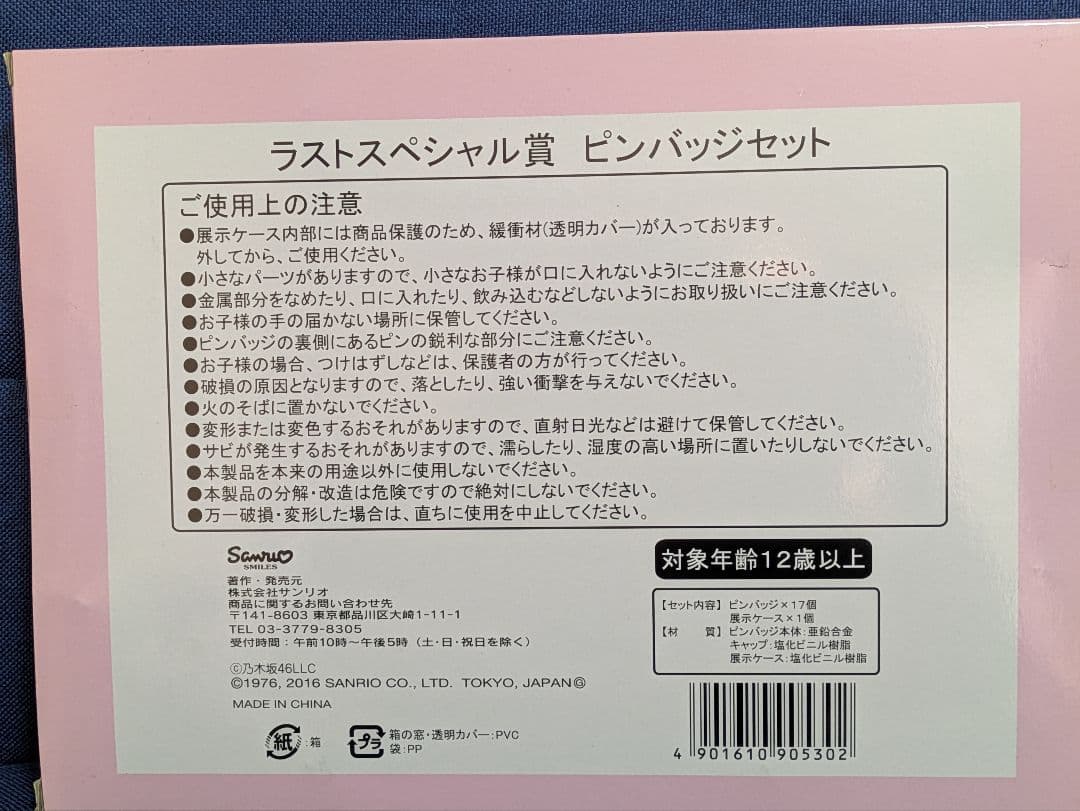 ラストスペシャル賞 ピンバッジセット
ご使用上の注意
●展示ケース内部には商品保護のため、緩衝材(透明カバー)が入っております。
外してから、ご使用ください。
●小さなパーツがありますので、小さなお子様が口に入れないようにご注意ください。
●金属部分をなめたり、口に入れたり、飲み込むなどしないようにお取り扱いにご注意ください。
●お子様の手の届かない場所に保管してください。
●ピンバッジの裏側にあるピンの鋭利な部分にご注意ください。
●お子様の場合、つけはずしなどは、保護者の方が行ってください。
●破損の原因となりますので、落としたり、強い衝撃を与えないでください。
●火のそばに置かないでください。
●変形または変色するおそれがありますので、直射日光などは避けて保管してください。
●サビが発生するおそれがありますので、濡らしたり、湿度の高い場所に置いたりしないでください。
●本製品を本来の用途以外に使用しないでください。
●本製品の分解・改造は危険ですので絶対にしないでください。
●万一破損・変形した場合は、直ちに使用を中止してください。
Sanrio
SMILES
著作・発売元
株式会社サンリオ
商品に関するお問い合わせ先
〒141-8603 東京都品川区大崎1-11-1
TEL 03-3779-8305
受付時間：午前10時～午後5時（土・日・祝日を除く）
©乃木坂46LLC
©1976, 2016 SANRIO CO., LTD. TOKYO, JAPAN Ⓖ
MADE IN CHINA
紙：箱
プラ 箱の窓・透明カバー：PVC
袋：PP
対象年齢12歳以上
【セット内容】ピンバッジ×17個
展示ケース×1個
【材　質】ピンバッジ本体：亜鉛合金
キャップ：塩化ビニル樹脂
展示ケース：塩化ビニル樹脂
4 901610 905302